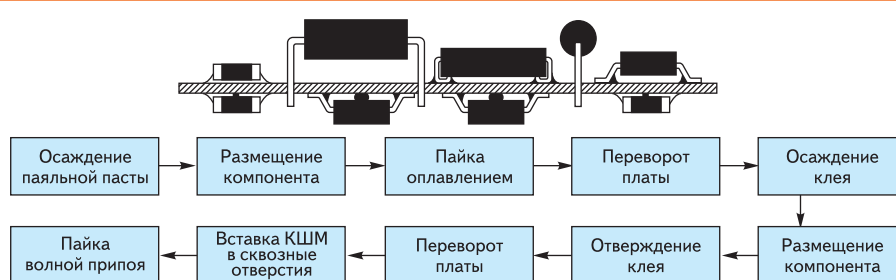 Осаждение
паяльной пасты
Размещение
компонента
Пайка
оплавлением
Переворот
платы
Осаждение
клея
Размещение
компонента
Отверждение
клея
Переворот
платы
Вставка КШМ
в сквозные
отверстия
Пайка
волной припоя